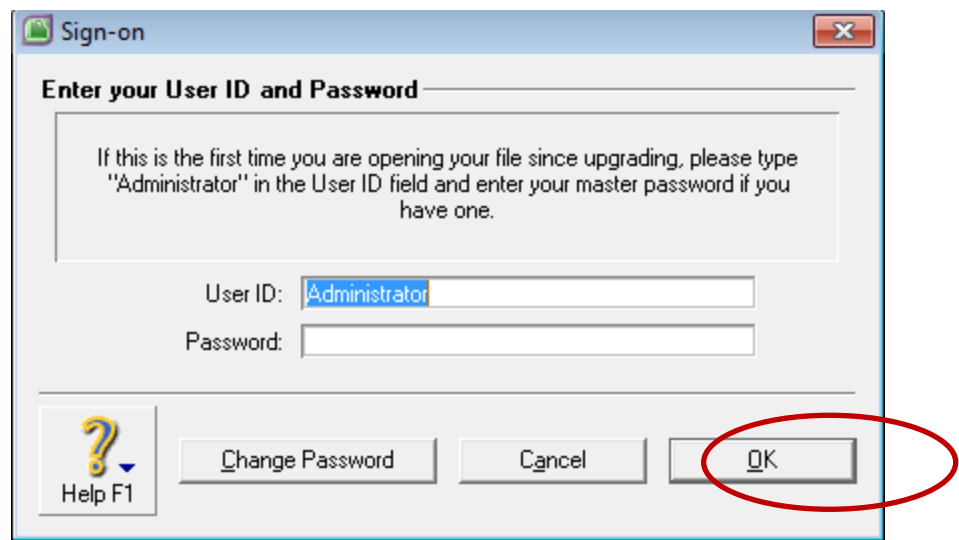 Sign-on
Enter your User ID and Password
If this is the first time you are opening your file since upgrading, please type
"Administrator" in the User ID field and enter your master password if you
have one.
User ID: Administrator
Password:
Help F1
Change Password Cancel OK